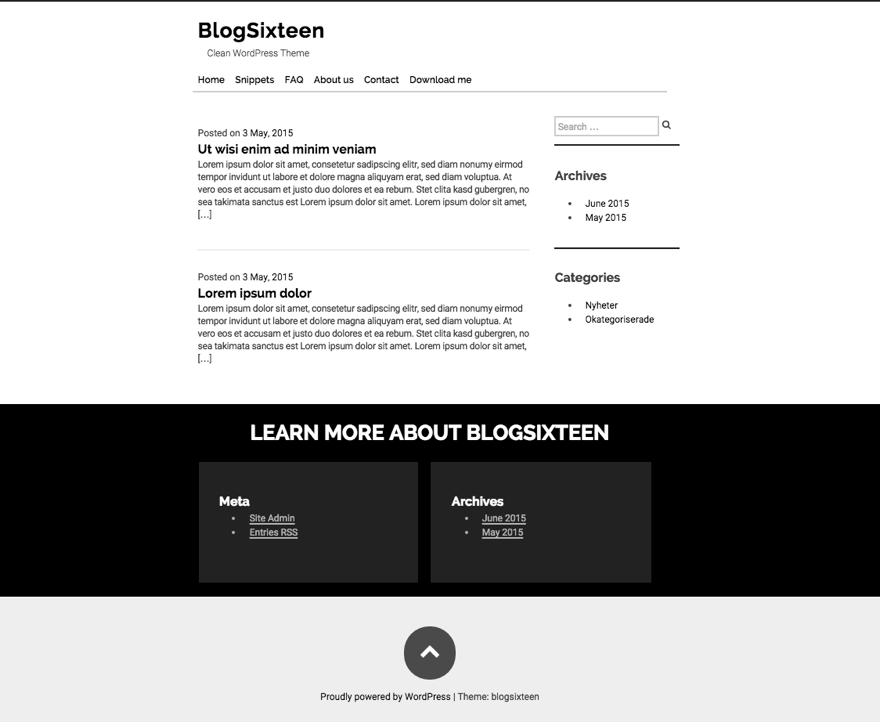 BlogSixteen
Clean WordPress Theme
Home Snippets FAQ About us Contact Download me
Posted on 3 May, 2015
Ut wisi enim ad minim veniam
Lorem ipsum dolor sit amet, consetetur sadipscing elitr, sed diam nonumy eirmod
tempor invidunt ut labore et dolore magna aliquyam erat, sed diam voluptua. At
vero eos et accusam et justo duo dolores et ea rebum. Stet clita kasd gubergren, no
sea takimata sanctus est Lorem ipsum dolor sit amet. Lorem ipsum dolor sit amet,
[…]
Posted on 3 May, 2015
Lorem ipsum dolor
Lorem ipsum dolor sit amet, consetetur sadipscing elitr, sed diam nonumy eirmod
tempor invidunt ut labore et dolore magna aliquyam erat, sed diam voluptua. At
vero eos et accusam et justo duo dolores et ea rebum. Stet clita kasd gubergren, no
sea takimata sanctus est Lorem ipsum dolor sit amet. Lorem ipsum dolor sit amet,
[…]
Search …
Archives
June 2015
May 2015
Categories
Nyheter
Okategoriserade
LEARN MORE ABOUT BLOGSIXTEEN
Meta
Site Admin
Entries RSS
Archives
June 2015
May 2015
Proudly powered by WordPress | Theme: blogsixteen